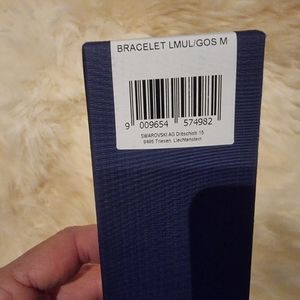 BRACELET LMUL/GOS M
9 009654 574982
SWAROVSKI AG Dröschistr. 15
9495 Triesen, Liechtenstein